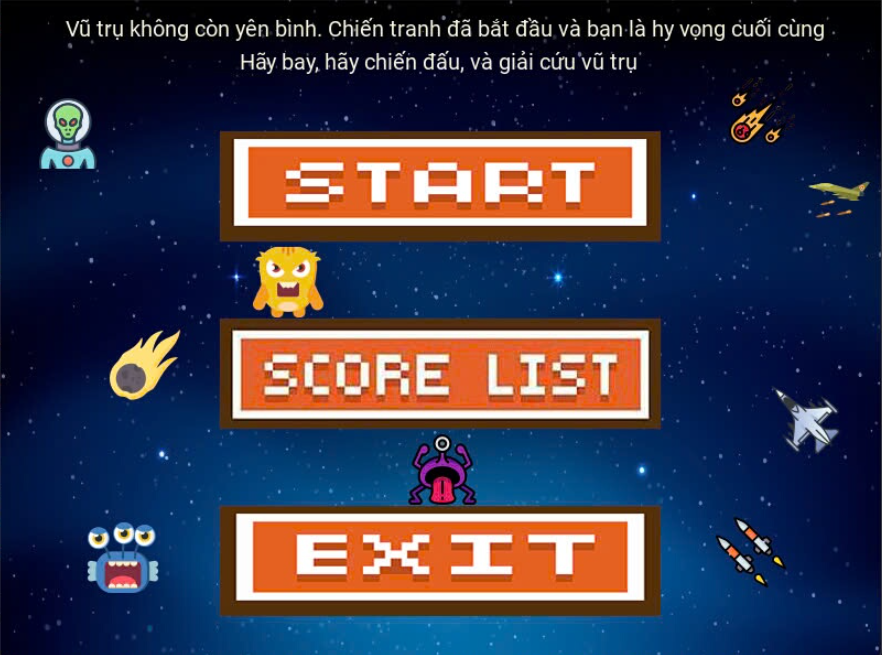 Vũ trụ không còn yên bình. Chiến tranh đã bắt đầu và bạn là hy vọng cuối cùng
Hãy bay, hãy chiến đấu, và giải cứu vũ trụ
START
SCORE LIST
EXIT